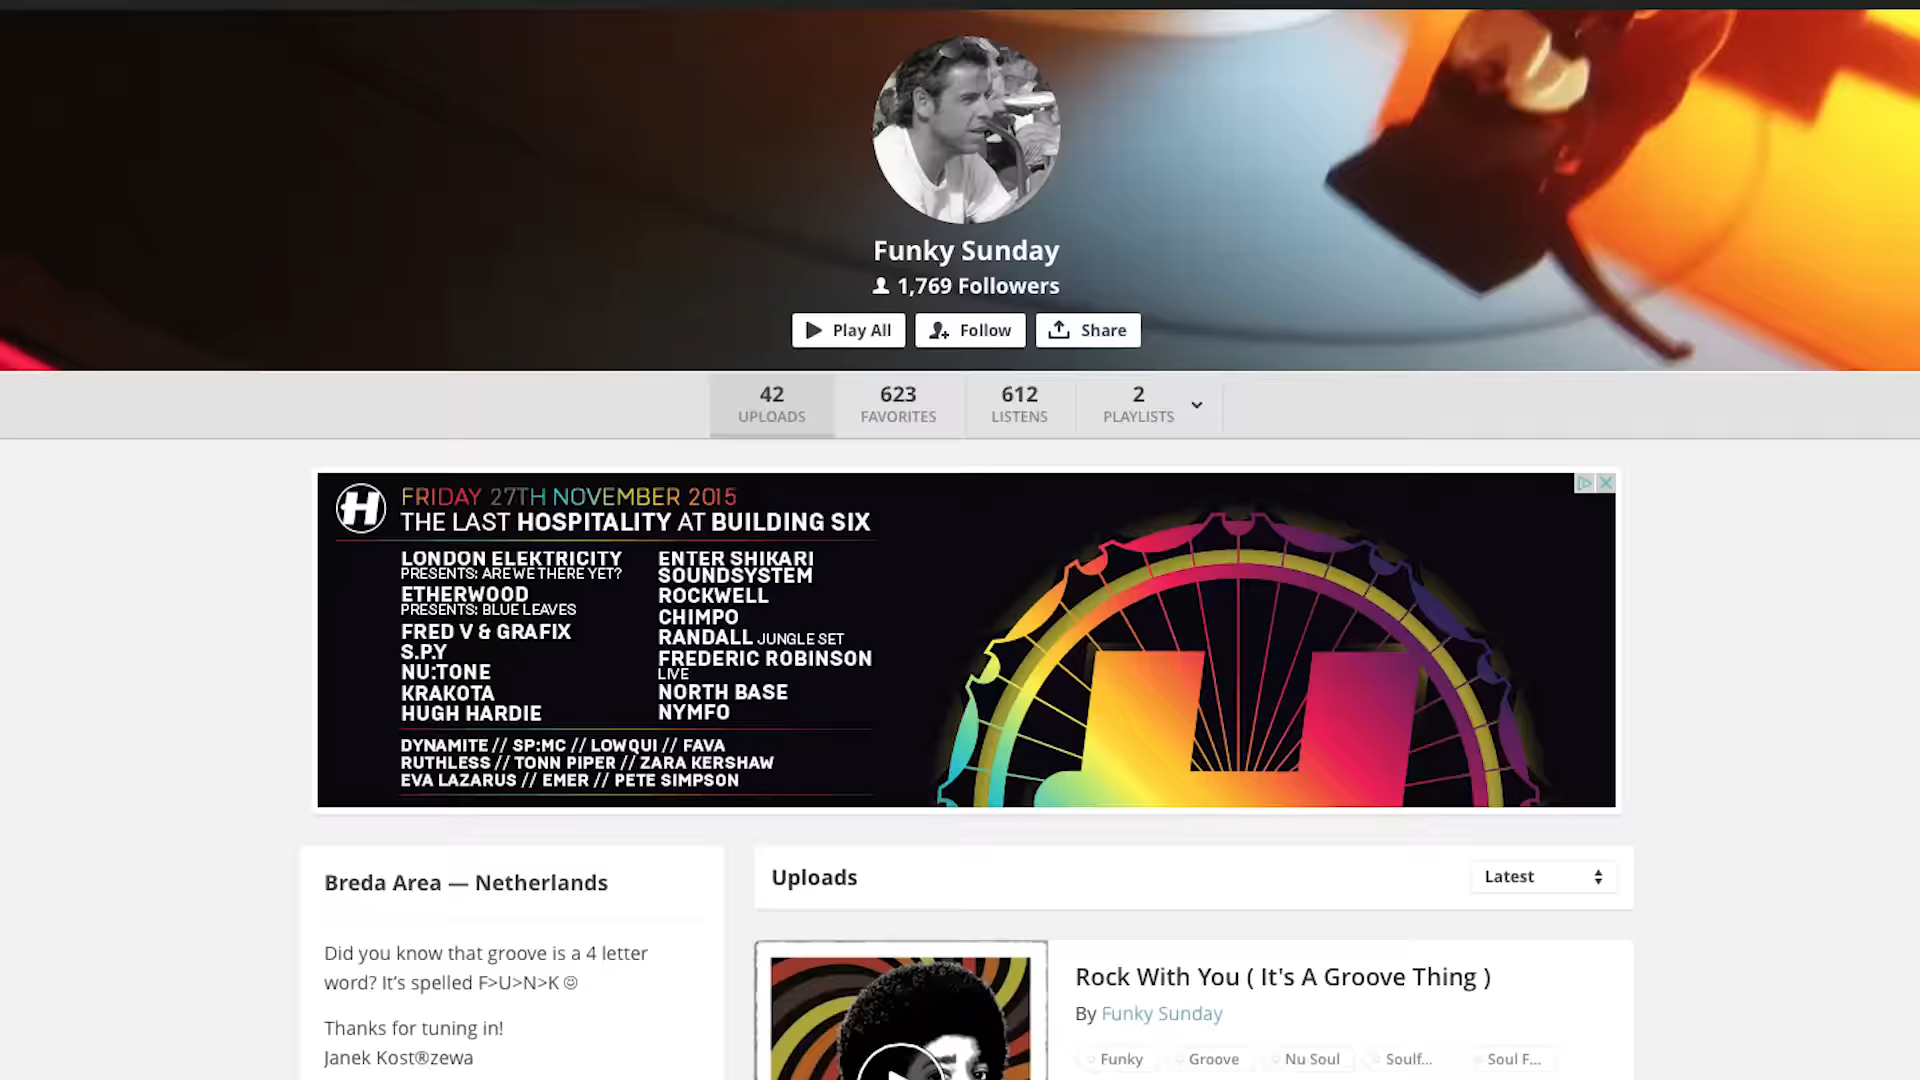 Funky Sunday
1,769 Followers
Play All
Follow
Share
42
UPLOADS
623
FAVORITES
612
LISTENS
2
PLAYLISTS
H
FRIDAY 27TH NOVEMBER 2015
THE LAST HOSPITALITY AT BUILDING SIX
LONDON ELEKTRICITY
PRESENTS: ARE WE THERE YET?
ETHERWOOD
PRESENTS: BLUE LEAVES
FRED V & GRAFIX
S.P.Y
NU:TONE
KRAKOTA
HUGH HARDIE
ENTER SHIKARI
SOUNDSYSTEM
ROCKWELL
CHIMPO
RANDALL JUNGLE SET
FREDERIC ROBINSON
LIVE
NORTH BASE
NYMFO
DYNAMITE // SP:MC // LOWQUI // FAVA
RUTHLESS // TONN PIPER // ZARA KERSHAW
EVA LAZARUS // EMER // PETE SIMPSON
Breda Area — Netherlands
Did you know that groove is a 4 letter
word? It’s spelled F>U>N>K ☺
Thanks for tuning in!
Janek Kost®zewa
Uploads
Latest
Rock With You ( It's A Groove Thing )
By Funky Sunday
Funky
Groove
Nu Soul
Soulf...
Soul F...